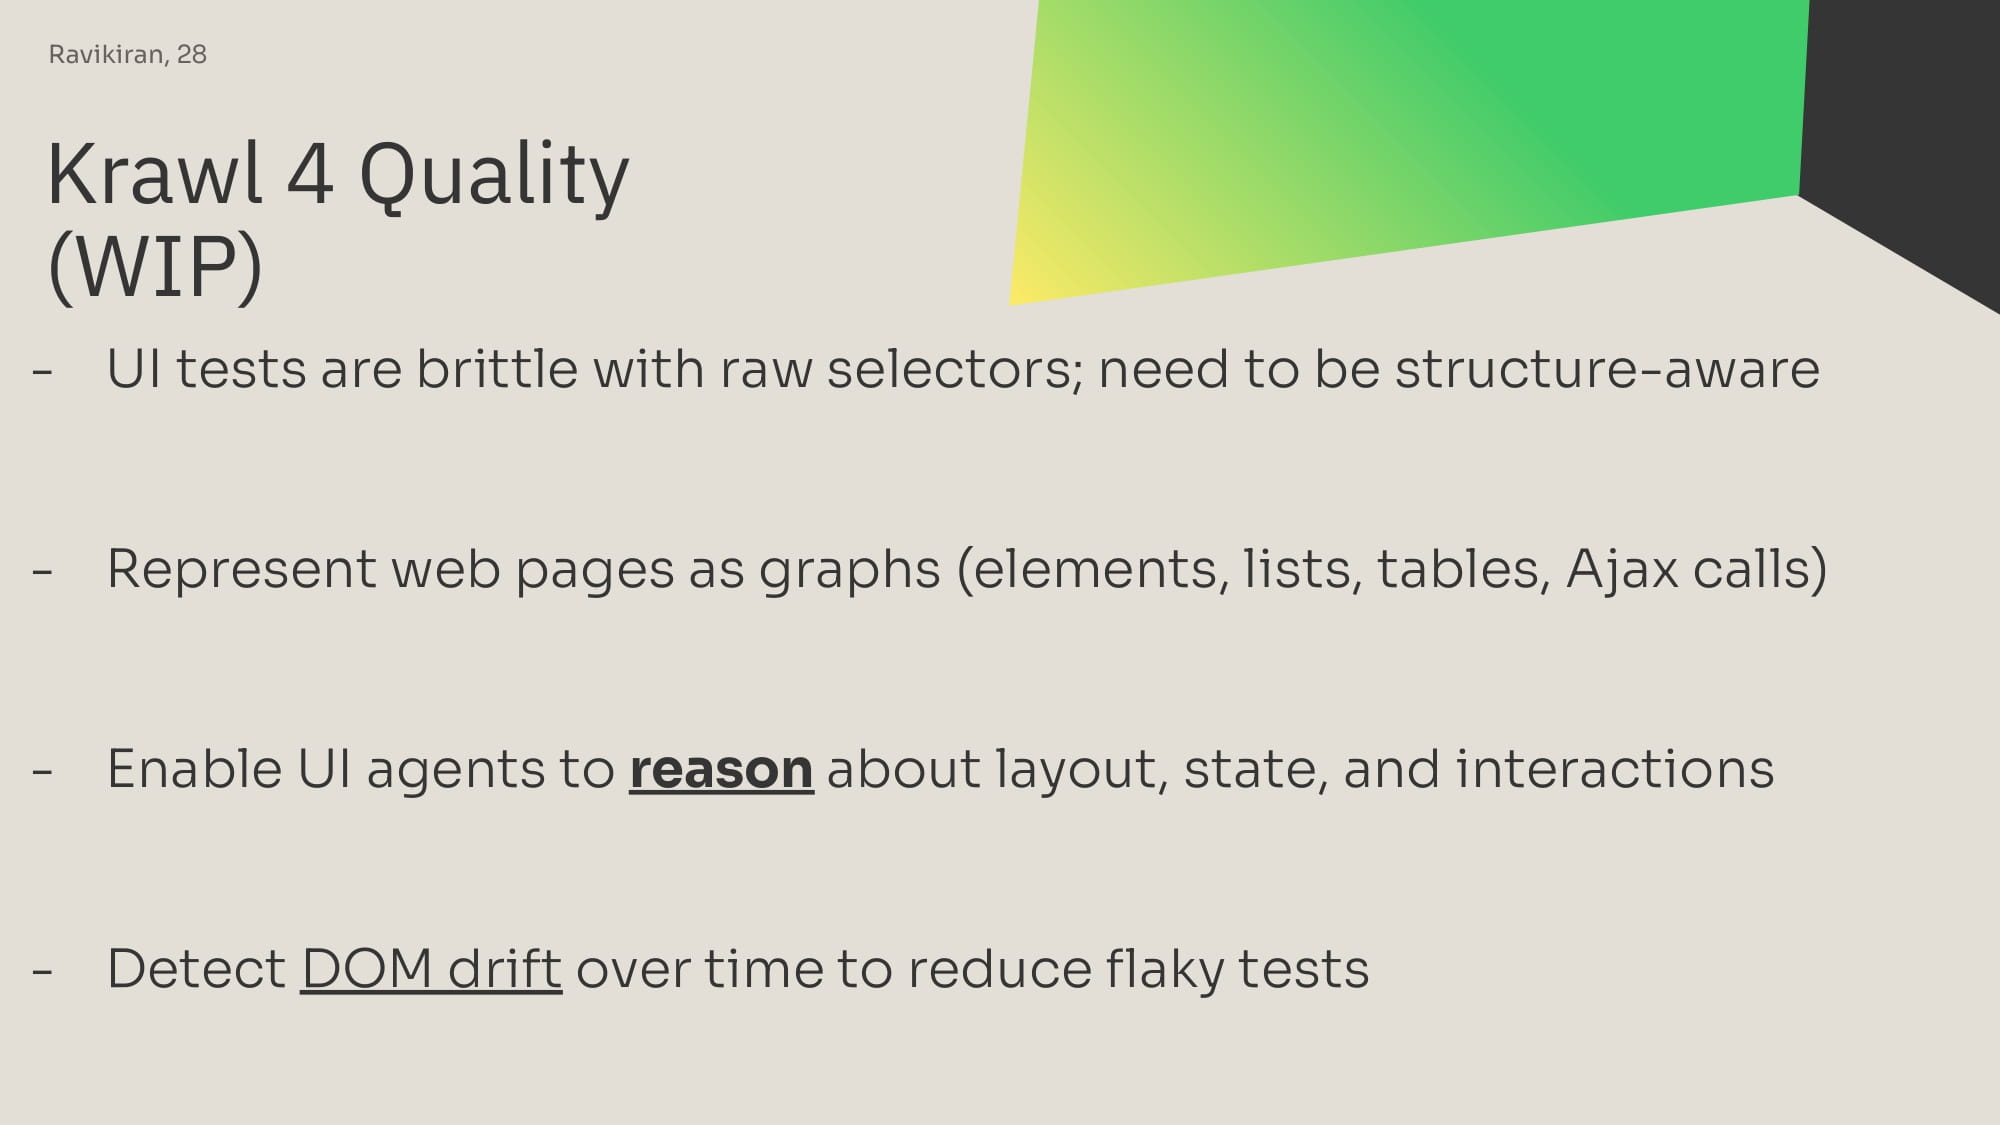 Ravikiran, 28
Krawl 4 Quality
(WIP)
- UI tests are brittle with raw selectors; need to be structure-aware
- Represent web pages as graphs (elements, lists, tables, Ajax calls)
- Enable UI agents to reason about layout, state, and interactions
- Detect DOM drift over time to reduce flaky tests